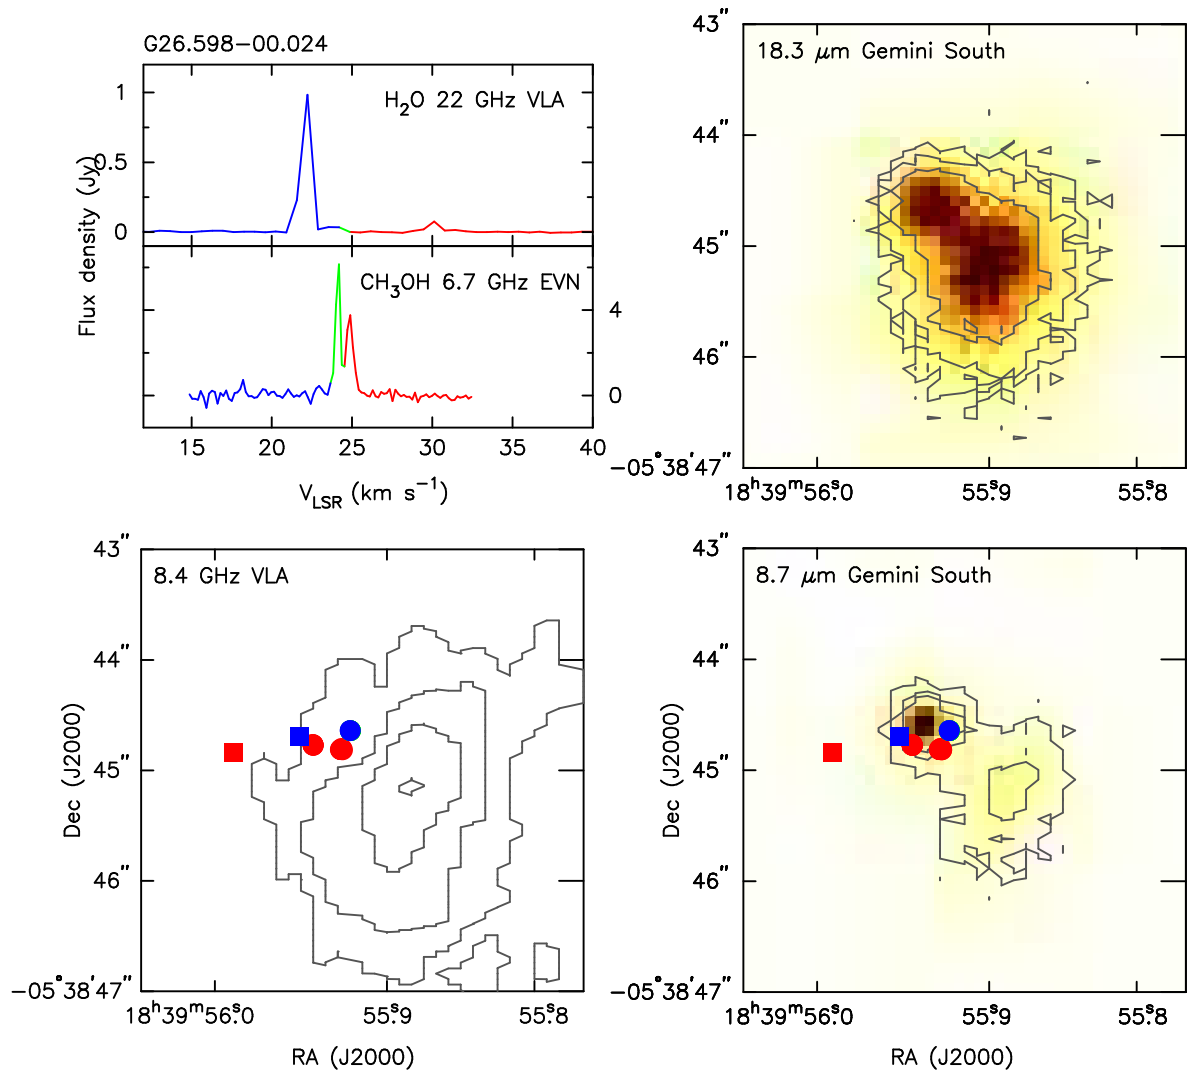 G26.598−00.024
H₂O 22 GHz VLA
1
0.5
0
Flux density (Jy)
CH₃OH 6.7 GHz EVN
4
0
15 20 25 30 35 40
V_LSR (km s⁻¹)
18.3 μm Gemini South
43″
44″
45″
46″
−05°38′47″
18ʰ39ᵐ56ˢ.0 55ˢ.9 55ˢ.8
8.4 GHz VLA
43″
44″
45″
46″
−05°38′47″
Dec (J2000)
18ʰ39ᵐ56ˢ.0 55ˢ.9 55ˢ.8
RA (J2000)
8.7 μm Gemini South
43″
44″
45″
46″
−05°38′47″
Dec (J2000)
18ʰ39ᵐ56ˢ.0 55ˢ.9 55ˢ.8
RA (J2000)